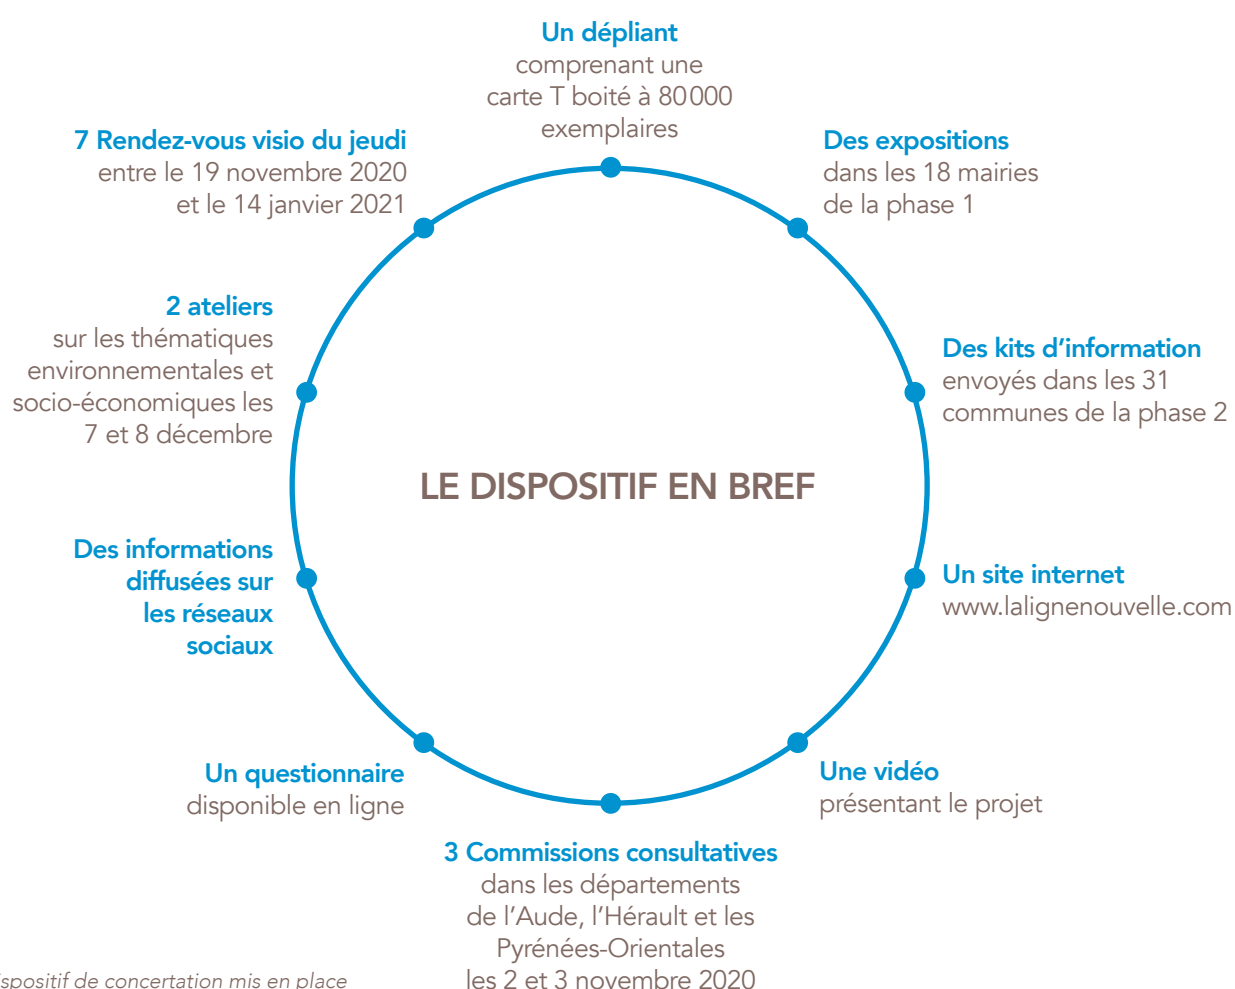 Un dépliant
comprenant une
carte T boité à 80 000
exemplaires
Des expositions
dans les 18 mairies
de la phase 1
Des kits d'information
envoyés dans les 31
communes de la phase 2
Un site internet
www.lalignenouvelle.com
Une vidéo
présentant le projet
3 Commissions consultatives
dans les départements
de l'Aude, l'Hérault et les
Pyrénées-Orientales
les 2 et 3 novembre 2020
Un questionnaire
disponible en ligne
Des informations
diffusées sur
les réseaux
sociaux
2 ateliers
sur les thématiques
environnementales et
socio-économiques les
7 et 8 décembre
7 Rendez-vous visio du jeudi
entre le 19 novembre 2020
et le 14 janvier 2021
LE DISPOSITIF EN BREF
de concertation mis en place